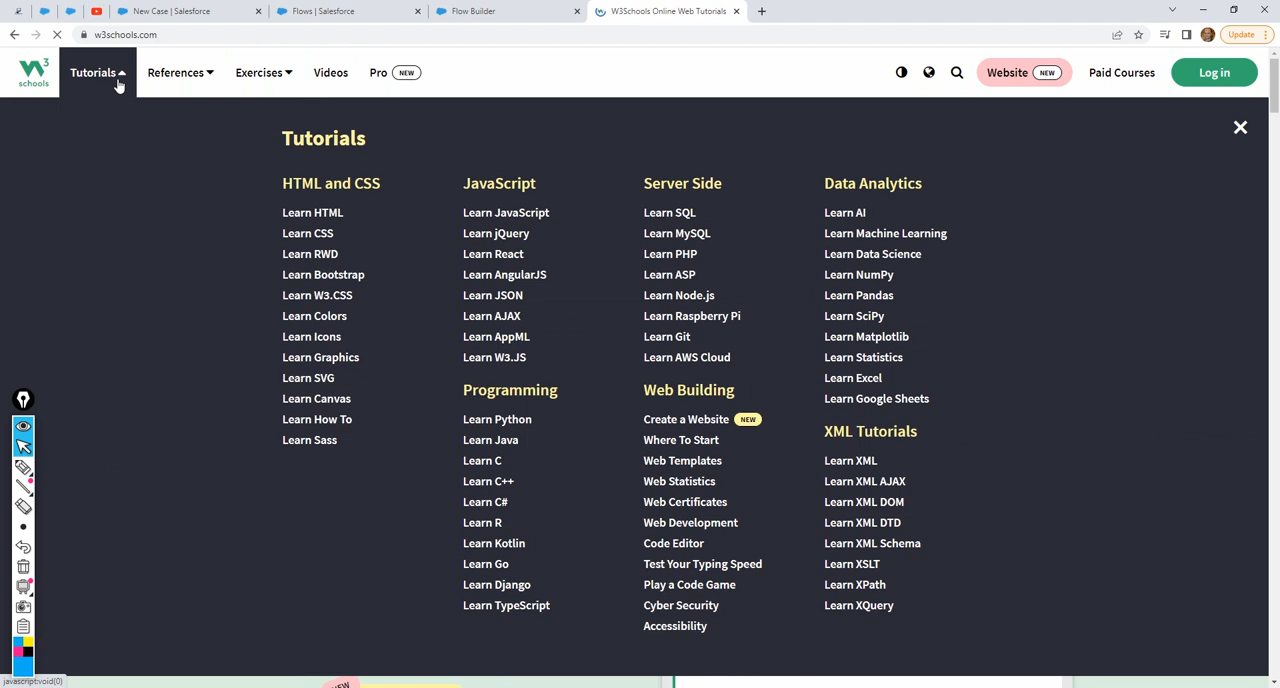 New Case | Salesforce
Flows | Salesforce
Flow Builder
W3Schools Online Web Tutorials
w3schools.com
Update
W3 schools
Tutorials
References
Exercises
Videos
Pro NEW
Website NEW
Paid Courses
Log in
Tutorials
HTML and CSS
Learn HTML
Learn CSS
Learn RWD
Learn Bootstrap
Learn W3.CSS
Learn Colors
Learn Icons
Learn Graphics
Learn SVG
Learn Canvas
Learn How To
Learn Sass
JavaScript
Learn JavaScript
Learn jQuery
Learn React
Learn AngularJS
Learn JSON
Learn AJAX
Learn AppML
Learn W3.JS
Programming
Learn Python
Learn Java
Learn C
Learn C++
Learn C#
Learn R
Learn Kotlin
Learn Go
Learn Django
Learn TypeScript
Server Side
Learn SQL
Learn MySQL
Learn PHP
Learn ASP
Learn Node.js
Learn Raspberry Pi
Learn Git
Learn AWS Cloud
Web Building
Create a Website NEW
Where To Start
Web Templates
Web Statistics
Web Certificates
Web Development
Code Editor
Test Your Typing Speed
Play a Code Game
Cyber Security
Accessibility
Data Analytics
Learn AI
Learn Machine Learning
Learn Data Science
Learn NumPy
Learn Pandas
Learn SciPy
Learn Matplotlib
Learn Statistics
Learn Excel
Learn Google Sheets
XML Tutorials
Learn XML
Learn XML AJAX
Learn XML DOM
Learn XML DTD
Learn XML Schema
Learn XSLT
Learn XPath
Learn XQuery
javascript:void(0)
NEW